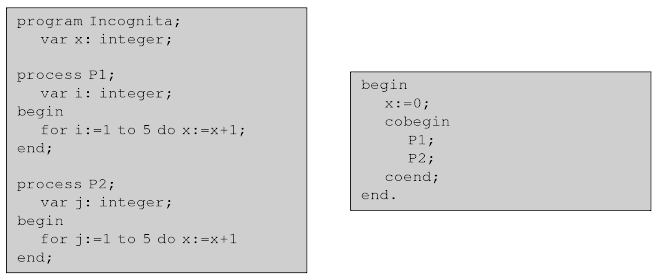 program Incognita;
var x: integer;
process P1;
var i: integer;
begin
for i:=1 to 5 do x:=x+1;
end;
process P2;
var j: integer;
begin
for j:=1 to 5 do x:=x+1
end;
begin
x:=0;
cobegin
P1;
P2;
coend;
end.